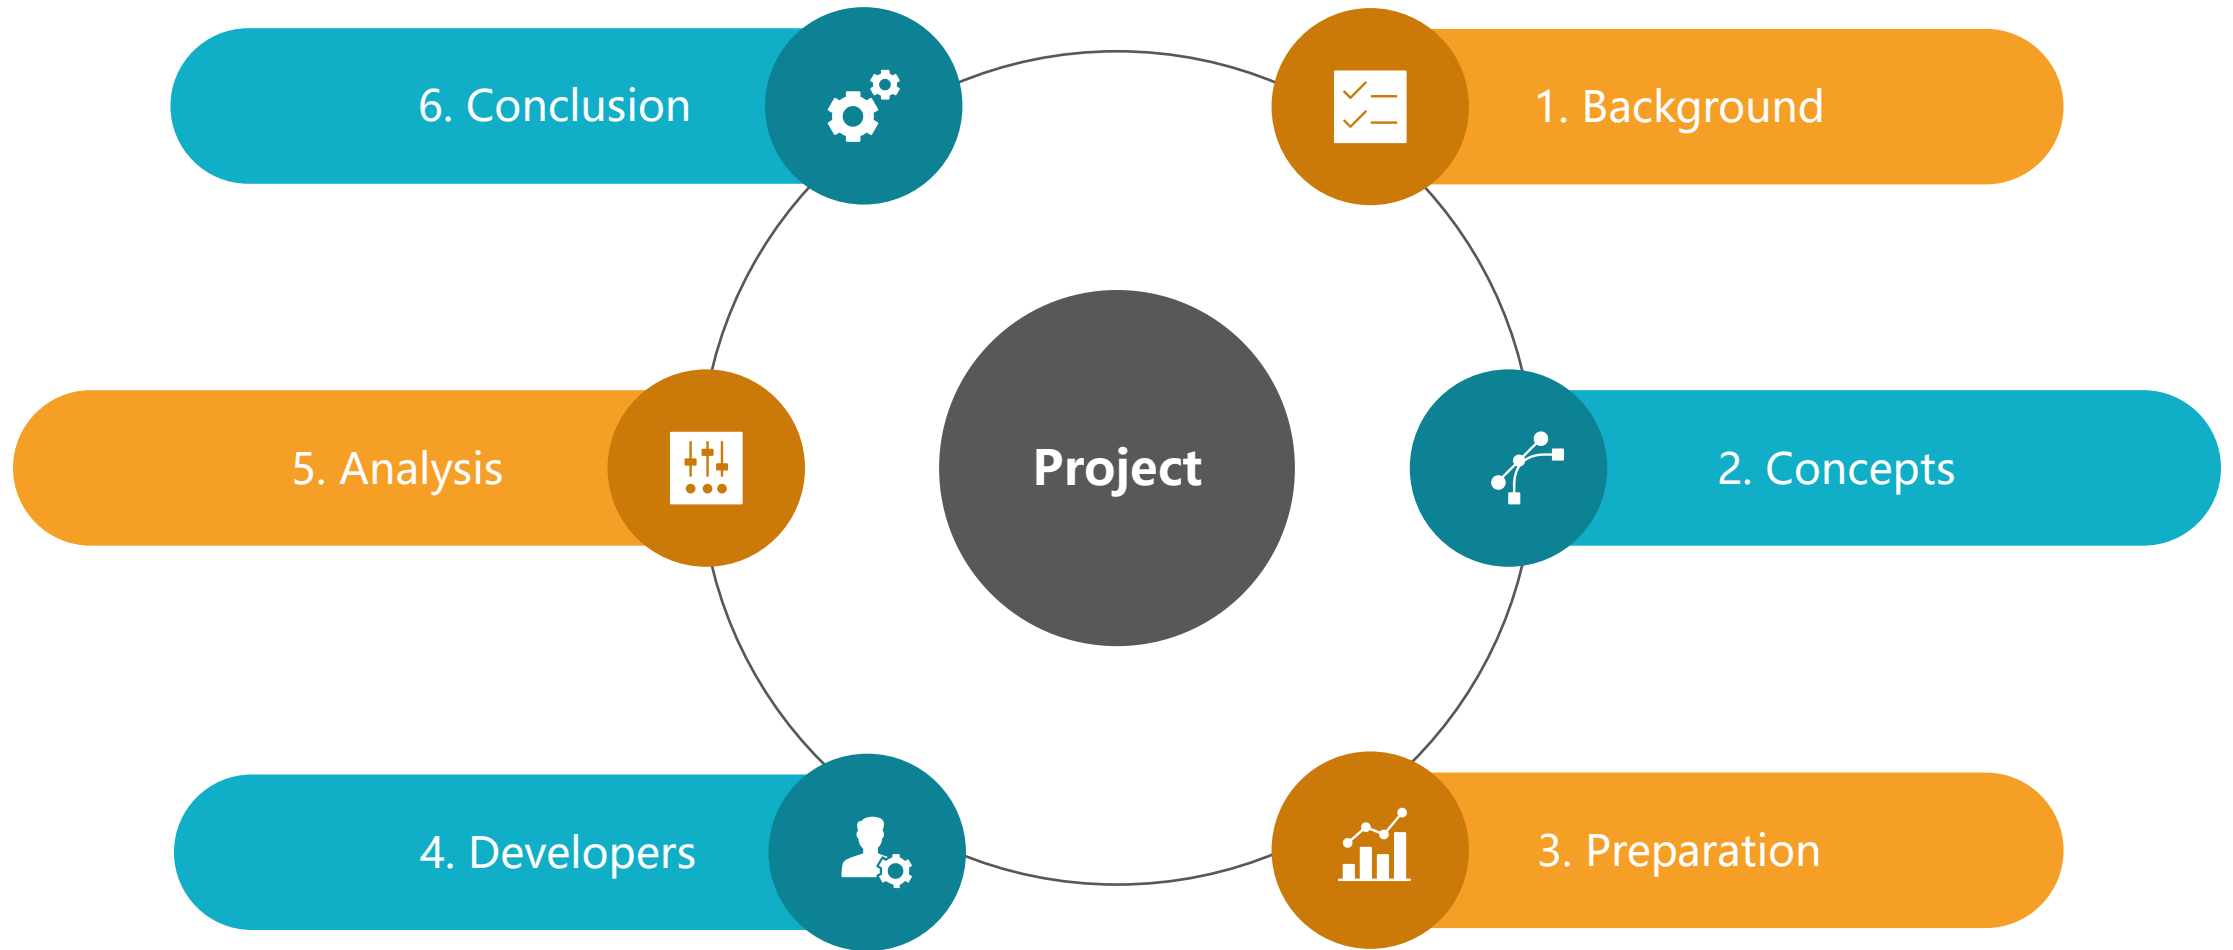 Project
1. Background
2. Concepts
3. Preparation
4. Developers
5. Analysis
6. Conclusion